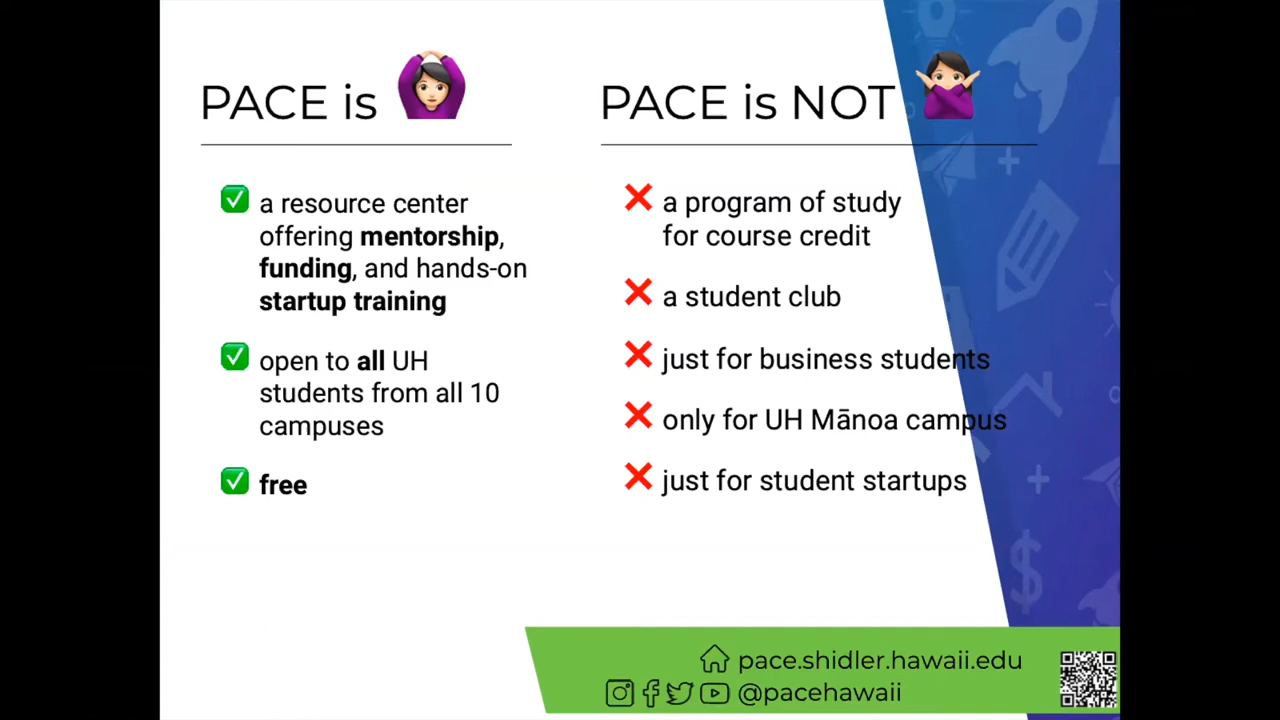 PACE is
a resource center
offering mentorship,
funding, and hands-on
startup training
open to all UH
students from all 10
campuses
free
PACE is NOT
a program of study
for course credit
a student club
just for business students
only for UH Mānoa campus
just for student startups
pace.shidler.hawaii.edu
@pacehawaii